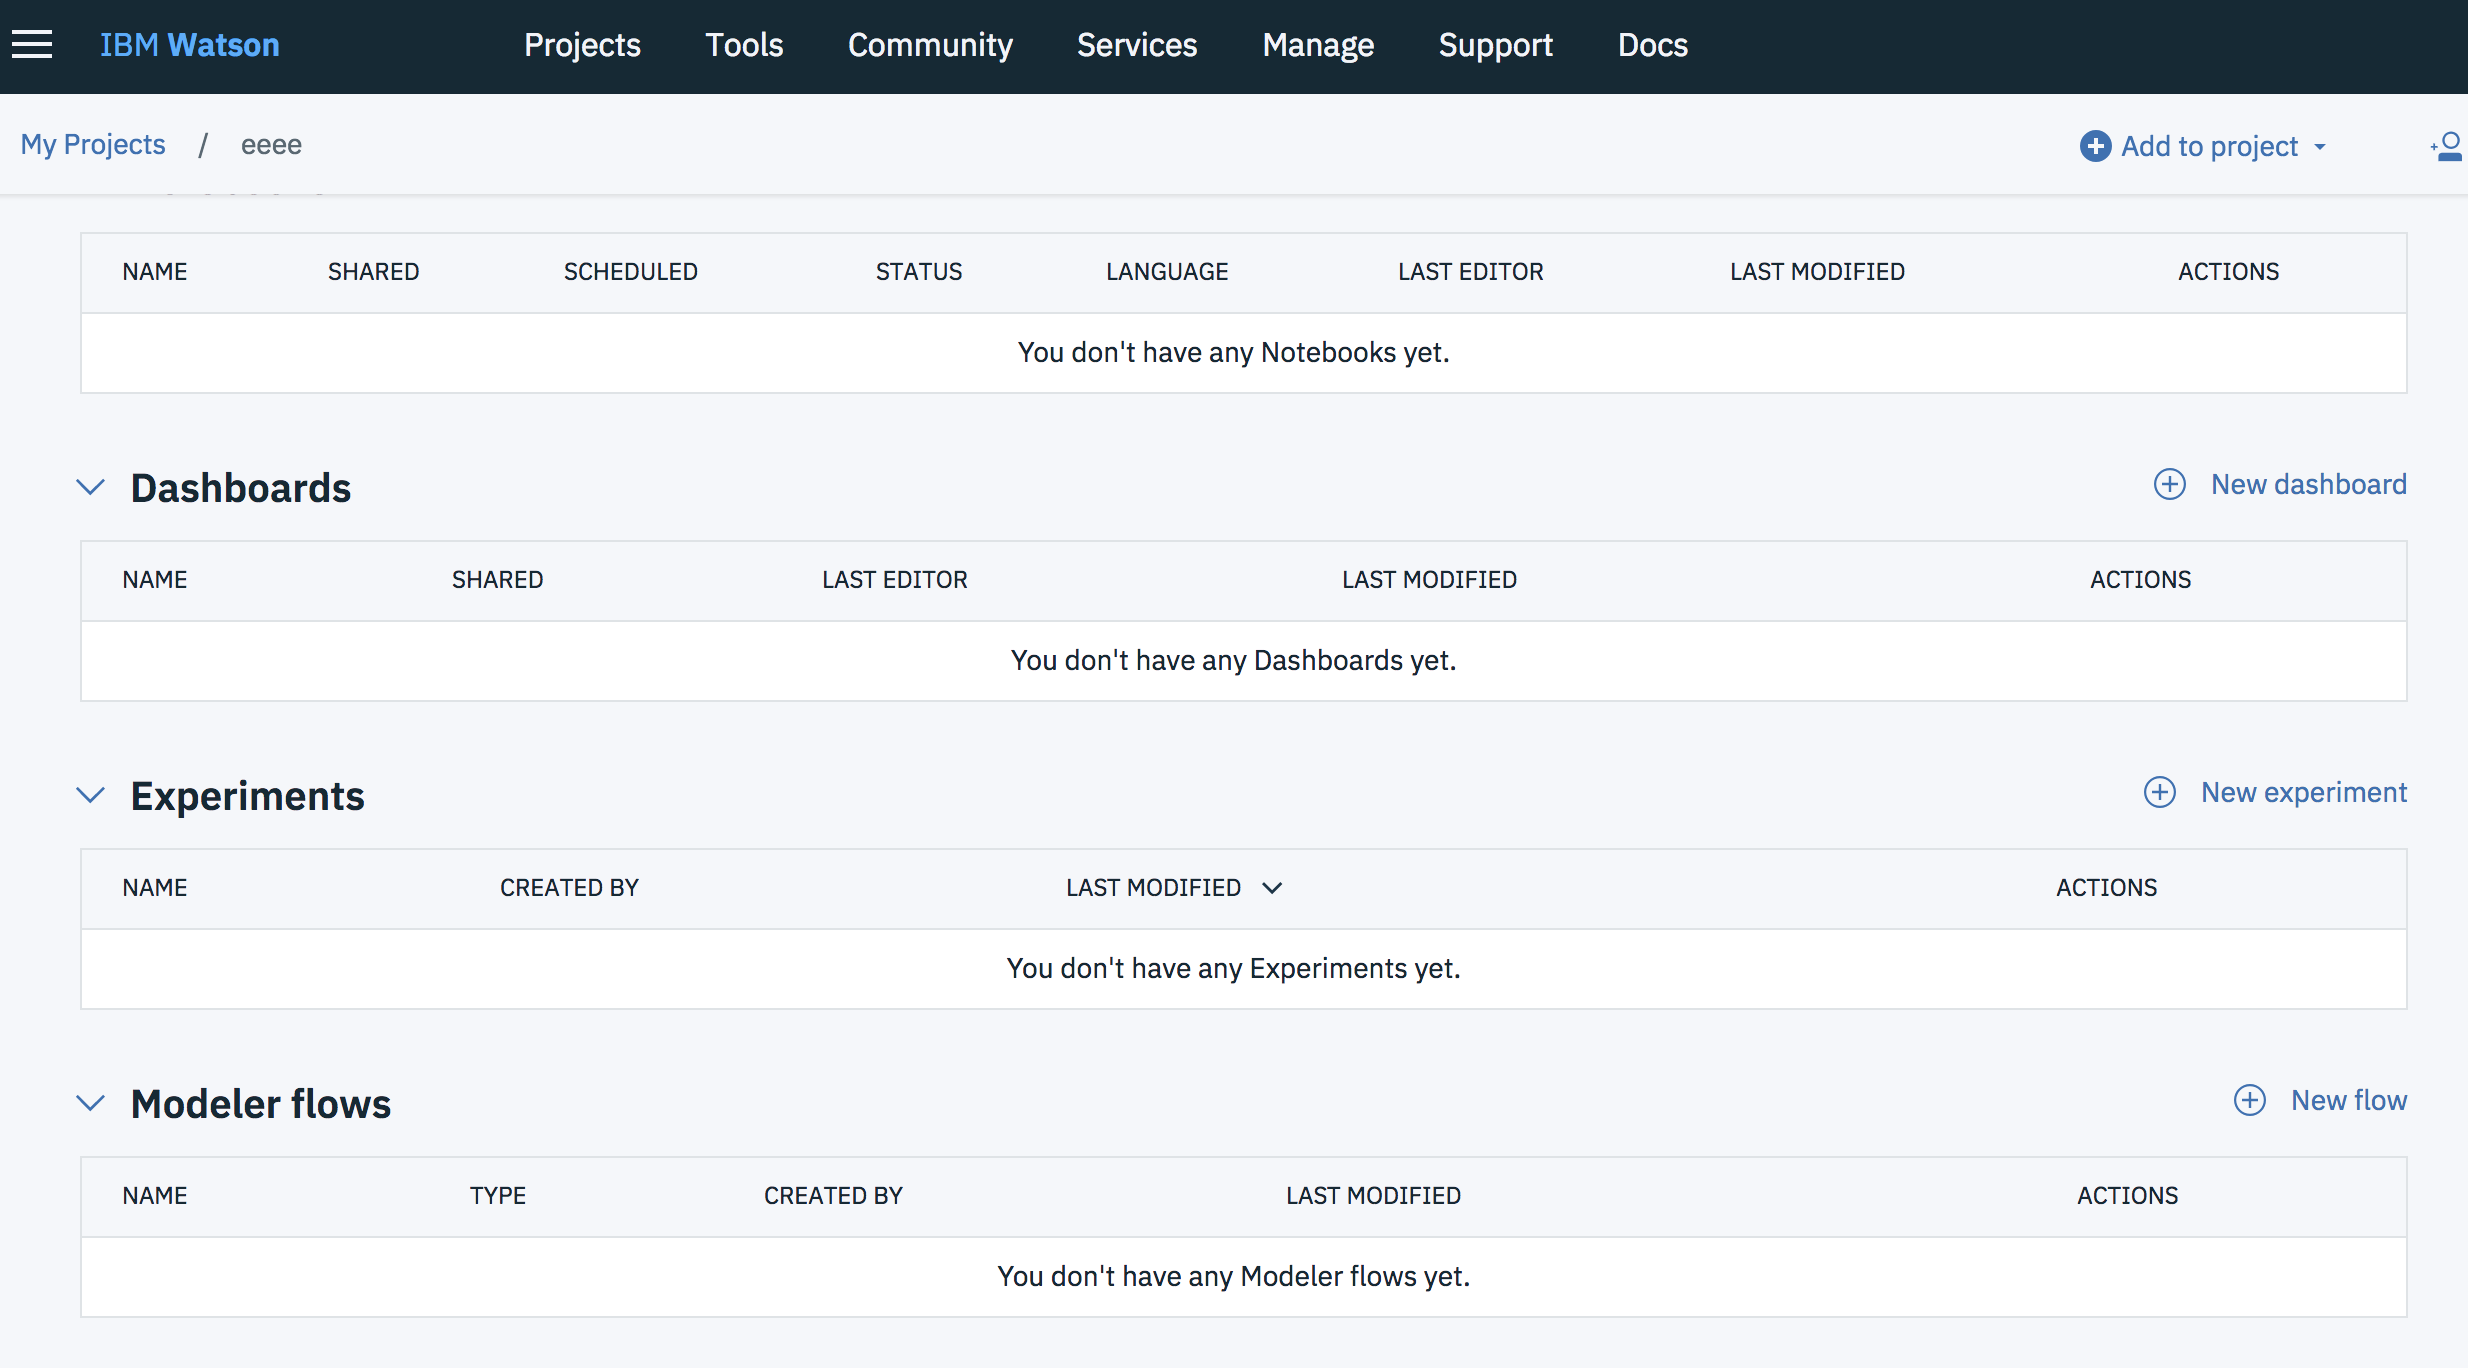 IBM Watson Projects Tools Community Services Manage Support Docs
My Projects / eeee Add to project
NAME SHARED SCHEDULED STATUS LANGUAGE LAST EDITOR LAST MODIFIED ACTIONS
You don't have any Notebooks yet.
Dashboards New dashboard
NAME SHARED LAST EDITOR LAST MODIFIED ACTIONS
You don't have any Dashboards yet.
Experiments New experiment
NAME CREATED BY LAST MODIFIED ACTIONS
You don't have any Experiments yet.
Modeler flows New flow
NAME TYPE CREATED BY LAST MODIFIED ACTIONS
You don't have any Modeler flows yet.